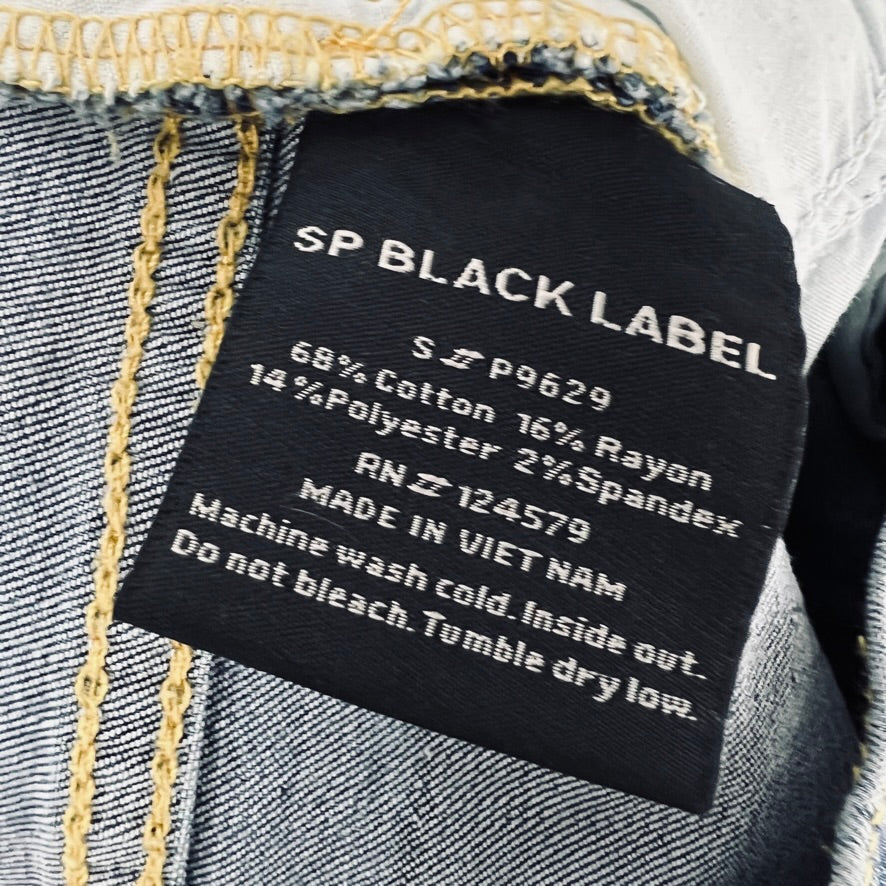 SP BLACK LABEL
S# P9629
68% Cotton 16% Rayon
14%Polyester 2%Spandex
RN# 124579
MADE IN VIET NAM
Machine wash cold.Inside out.
Do not bleach.Tumble dry low.